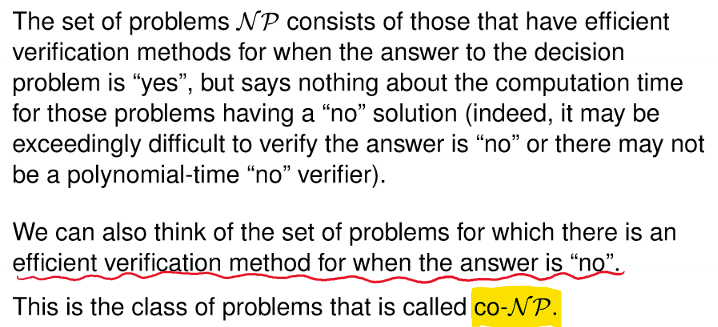 The set of problems 𝒩𝒫 consists of those that have efficient
verification methods for when the answer to the decision
problem is “yes”, but says nothing about the computation time
for those problems having a “no” solution (indeed, it may be
exceedingly difficult to verify the answer is “no” or there may not
be a polynomial-time “no” verifier).
We can also think of the set of problems for which there is an
efficient verification method for when the answer is “no”.
This is the class of problems that is called co-𝒩𝒫.